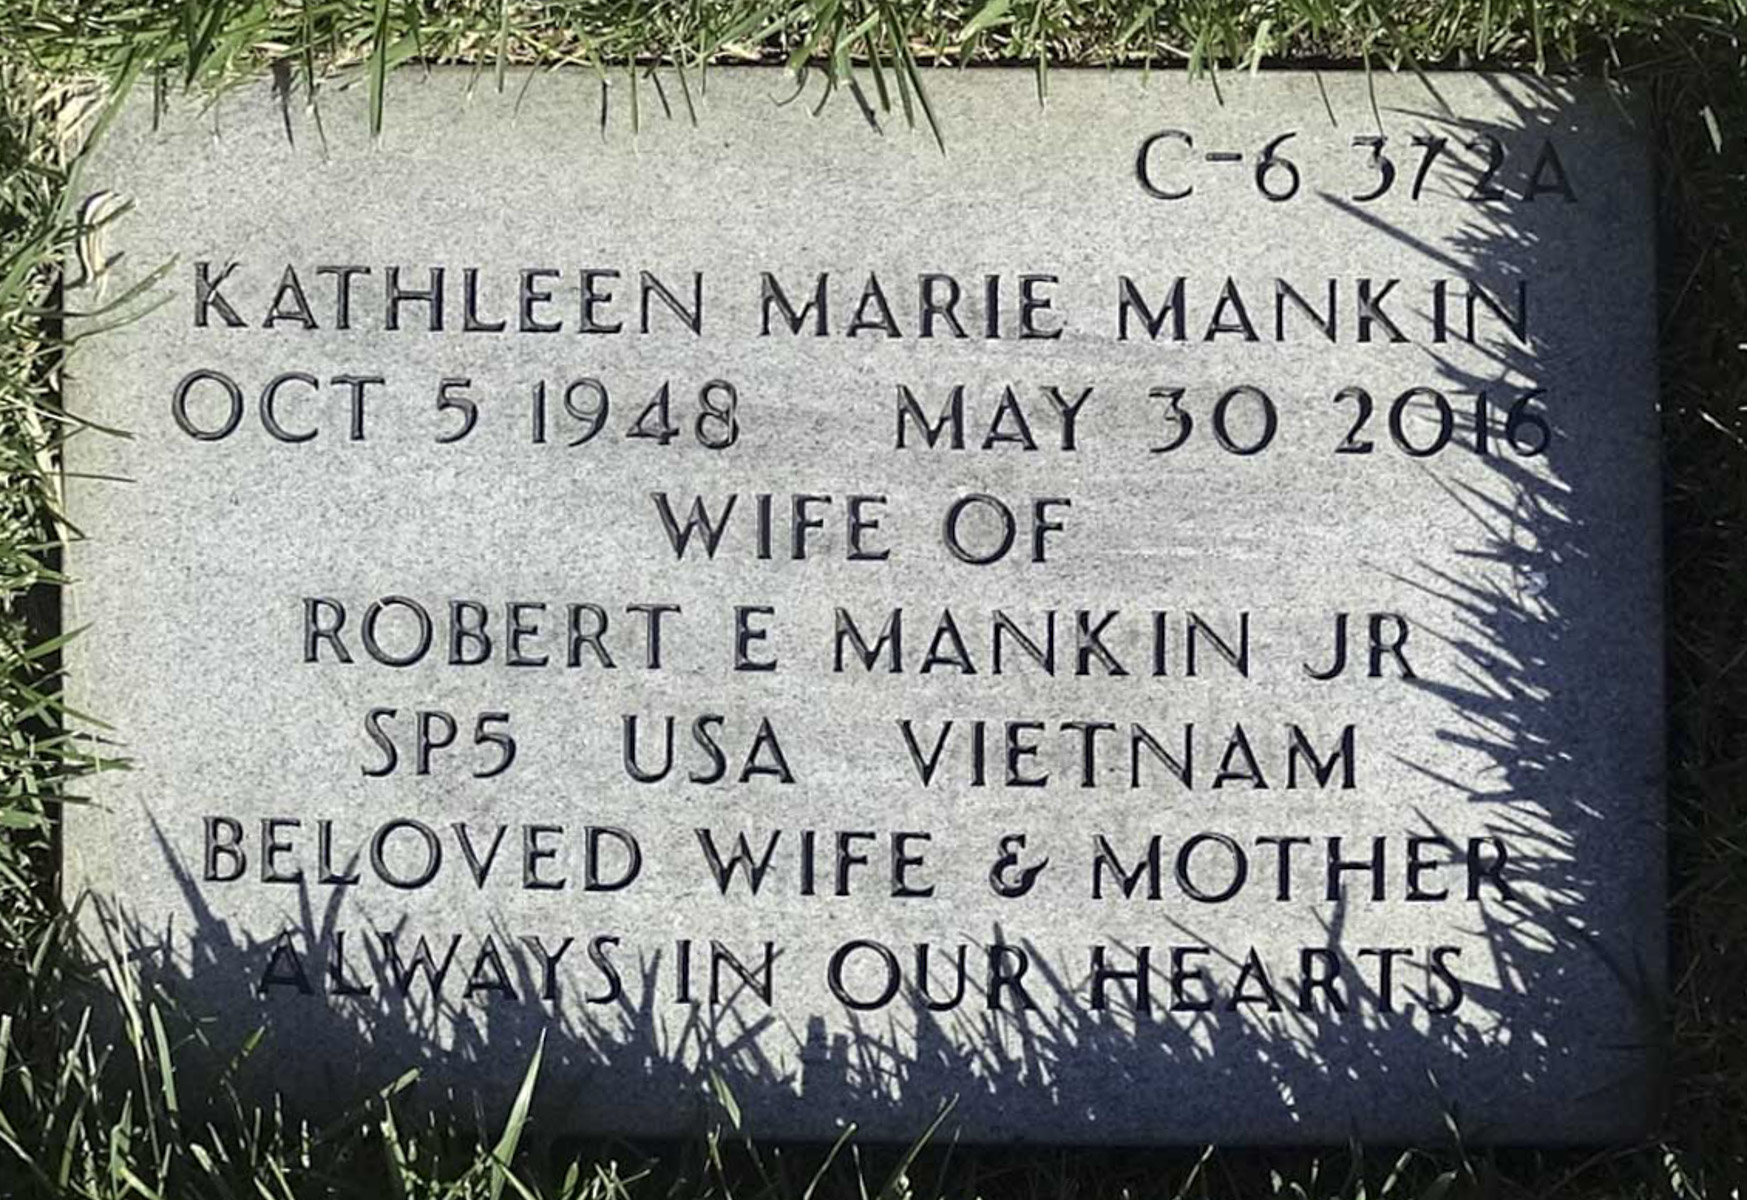 C-6 372A
KATHLEEN MARIE MANKIN
OCT 5 1948 MAY 30 2016
WIFE OF
ROBERT E MANKIN JR
SP5 USA VIETNAM
BELOVED WIFE & MOTHER
ALWAYS IN OUR HEARTS